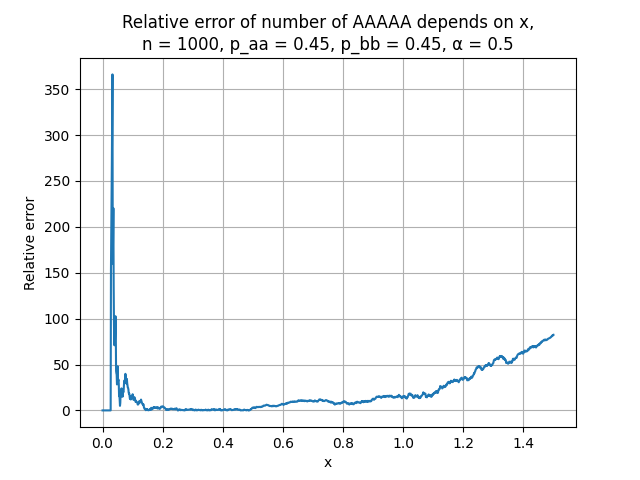 Relative error of number of AAAAA depends on x,
n = 1000, p_aa = 0.45, p_bb = 0.45, α = 0.5
Relative error
350
300
250
200
150
100
50
0
0.0 0.2 0.4 0.6 0.8 1.0 1.2 1.4
x